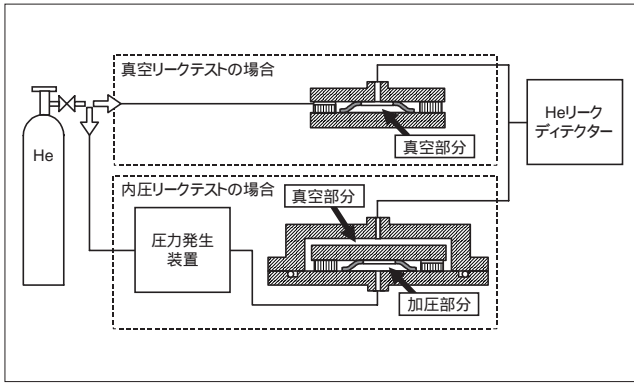 真空リークテストの場合
He
真空部分
Heリーク
ディテクター
内圧リークテストの場合
真空部分
圧力発生
装置
加圧部分